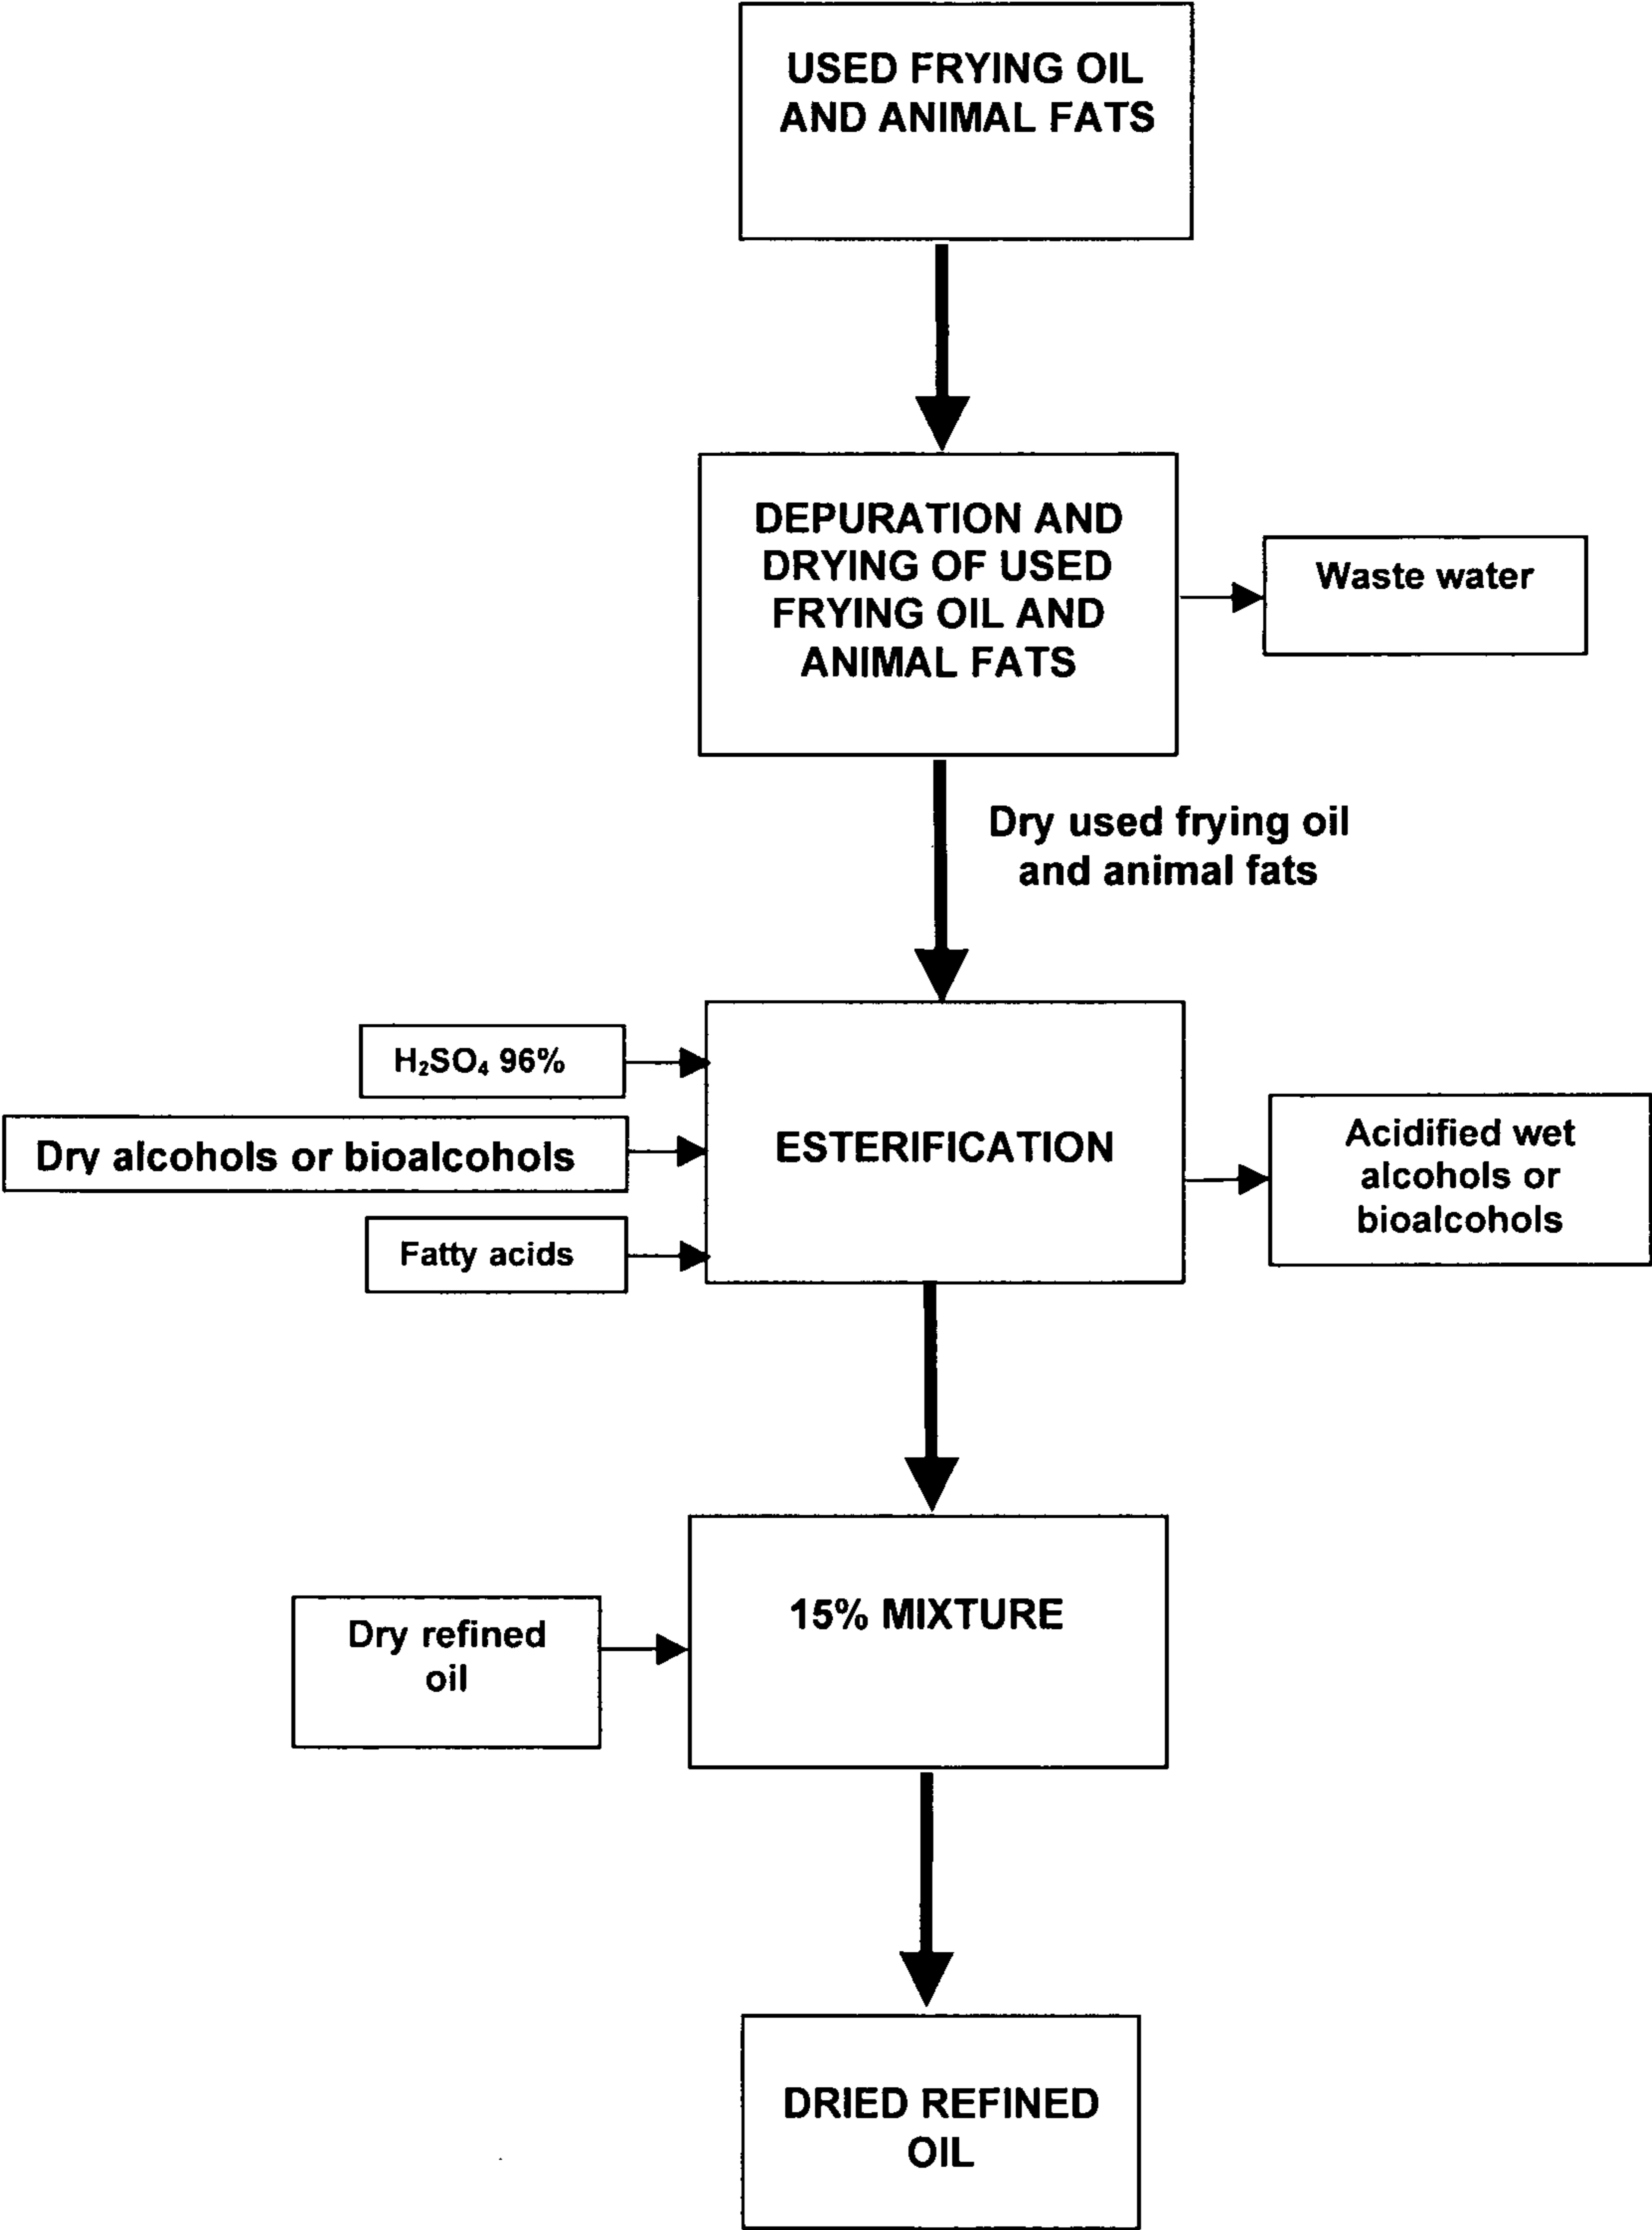 USED FRYING OIL
AND ANIMAL FATS
DEPURATION AND
DRYING OF USED
FRYING OIL AND
ANIMAL FATS
Waste water
Dry used frying oil
and animal fats
H₂SO₄ 96%
Dry alcohols or bioalcohols
Fatty acids
ESTERIFICATION
Acidified wet
alcohols or
bioalcohols
15% MIXTURE
Dry refined
oil
DRIED REFINED
OIL